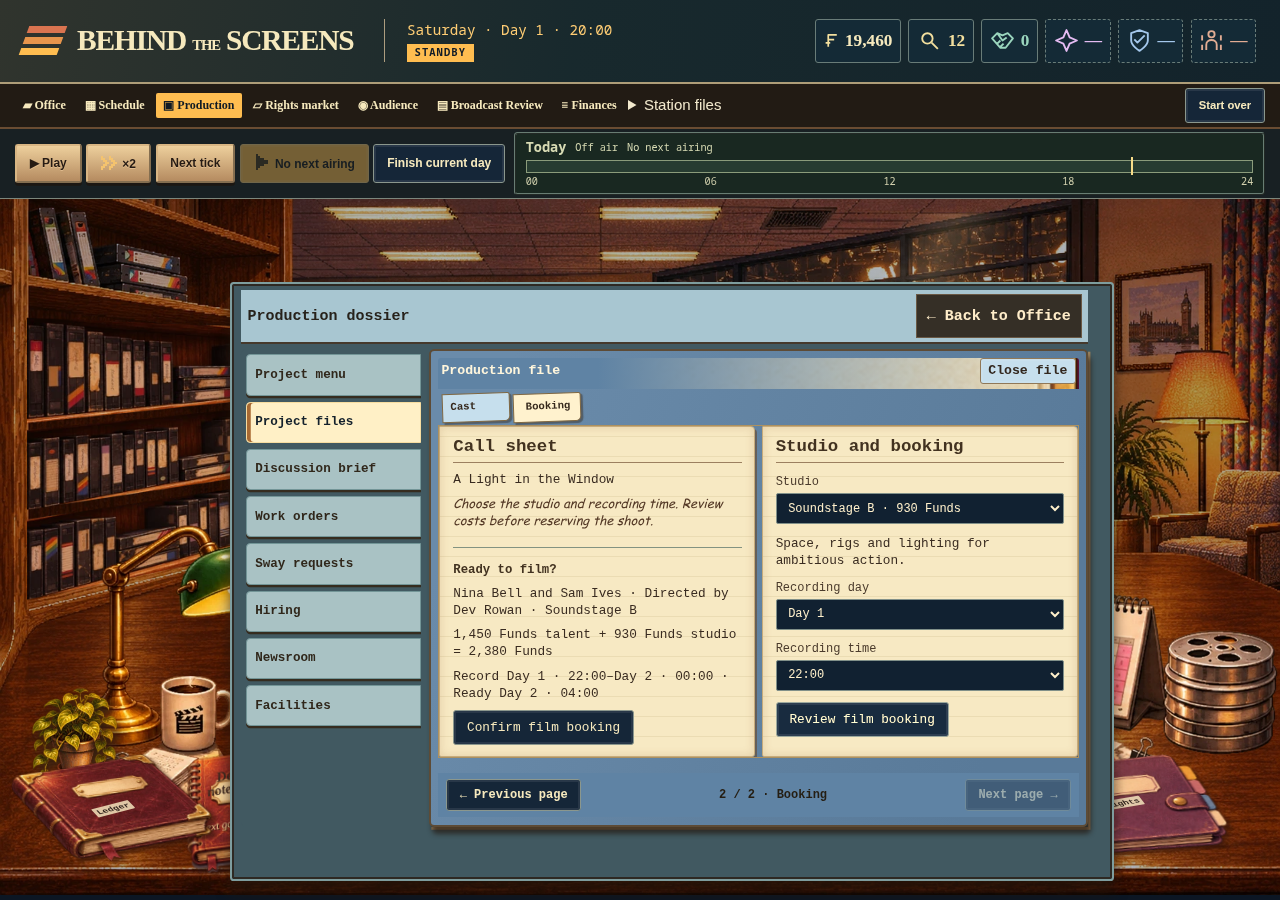 BEHIND THE SCREENS
Saturday · Day 1 · 20:00
STANDBY
19,460
12
0
—
—
—
Office
Schedule
Production
Rights market
Audience
Broadcast Review
Finances
Station files
Start over
Play
×2
Next tick
No next airing
Finish current day
Today Off air No next airing
00 06 12 18 24
Production dossier
← Back to Office
Project menu
Project files
Discussion brief
Work orders
Sway requests
Hiring
Newsroom
Facilities
Production file
Close file
Cast
Booking
Call sheet
A Light in the Window
Choose the studio and recording time. Review
costs before reserving the shoot.
Ready to film?
Nina Bell and Sam Ives · Directed by
Dev Rowan · Soundstage B
1,450 Funds talent + 930 Funds studio
= 2,380 Funds
Record Day 1 · 22:00–Day 2 · 00:00 ·
Ready Day 2 · 04:00
Confirm film booking
Studio and booking
Studio
Soundstage B · 930 Funds
Space, rigs and lighting for
ambitious action.
Recording day
Day 1
Recording time
22:00
Review film booking
← Previous page
2 / 2 · Booking
Next page →
Ledger